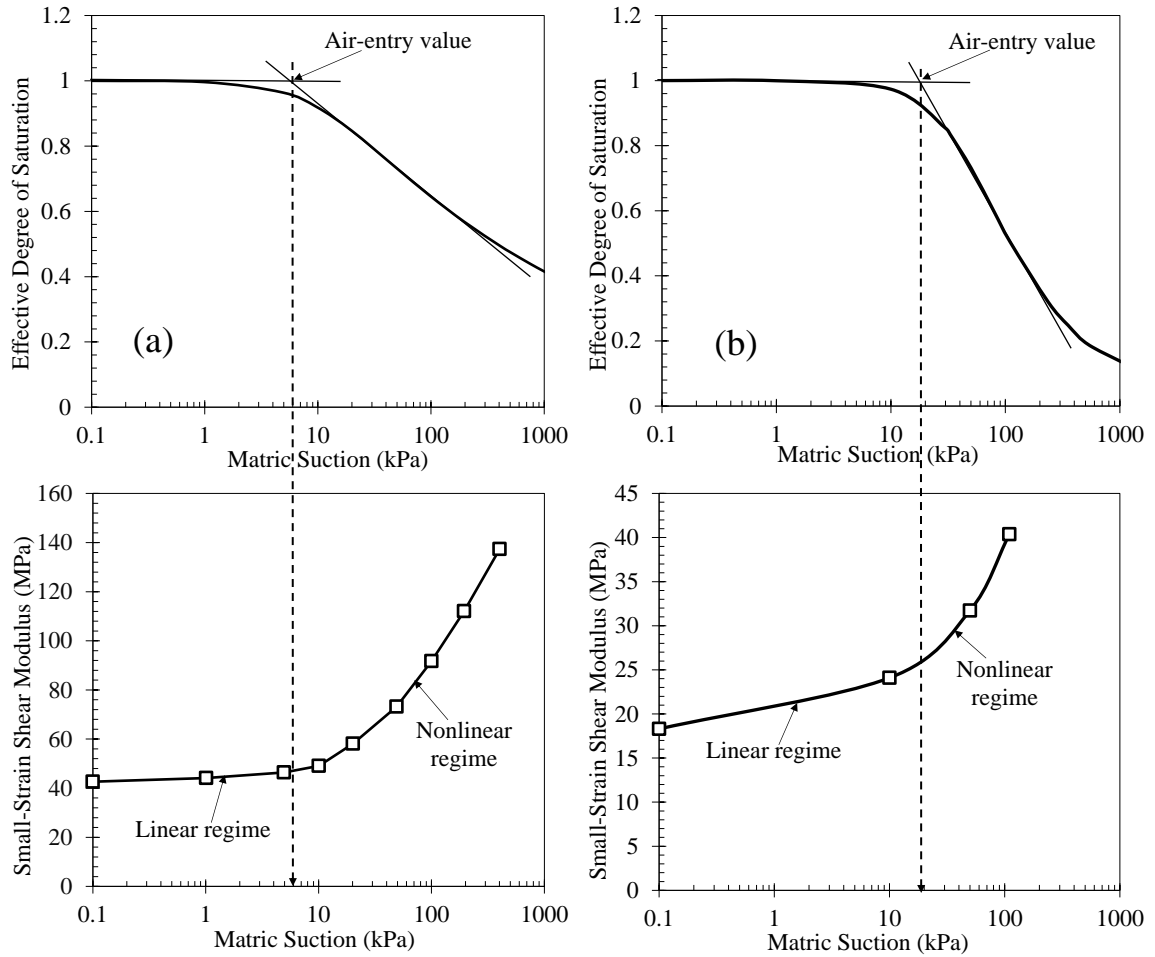 1.2
1
0.8
0.6
0.4
0.2
0
Effective Degree of Saturation
Air-entry value
(a)
0.1
1
10
100
1000
Matric Suction (kPa)
1.2
1
0.8
0.6
0.4
0.2
0
Effective Degree of Saturation
Air-entry value
(b)
0.1
1
10
100
1000
Matric Suction (kPa)
160
140
120
100
80
60
40
20
0
Small-Strain Shear Modulus (MPa)
Nonlinear
regime
Linear regime
0.1
1
10
100
1000
Matric Suction (kPa)
45
40
35
30
25
20
15
10
5
0
Small-Strain Shear Modulus (MPa)
Nonlinear
regime
Linear regime
0.1
1
10
100
1000
Matric Suction (kPa)